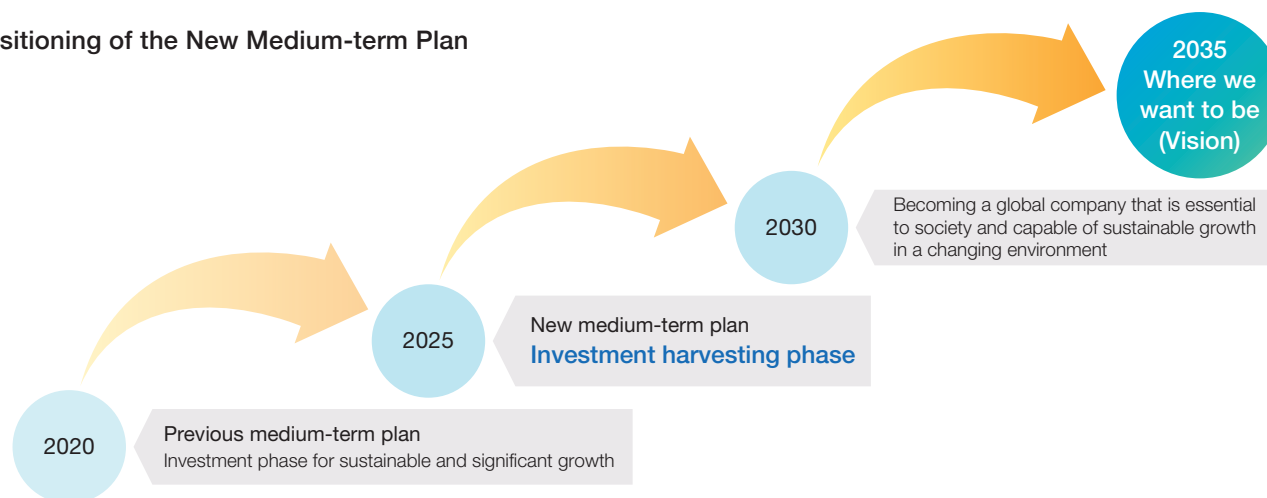 sitioning of the New Medium-term Plan
2035
Where we
want to be
(Vision)
2030
Becoming a global company that is essential
to society and capable of sustainable growth
in a changing environment
2025
New medium-term plan
Investment harvesting phase
2020
Previous medium-term plan
Investment phase for sustainable and significant growth